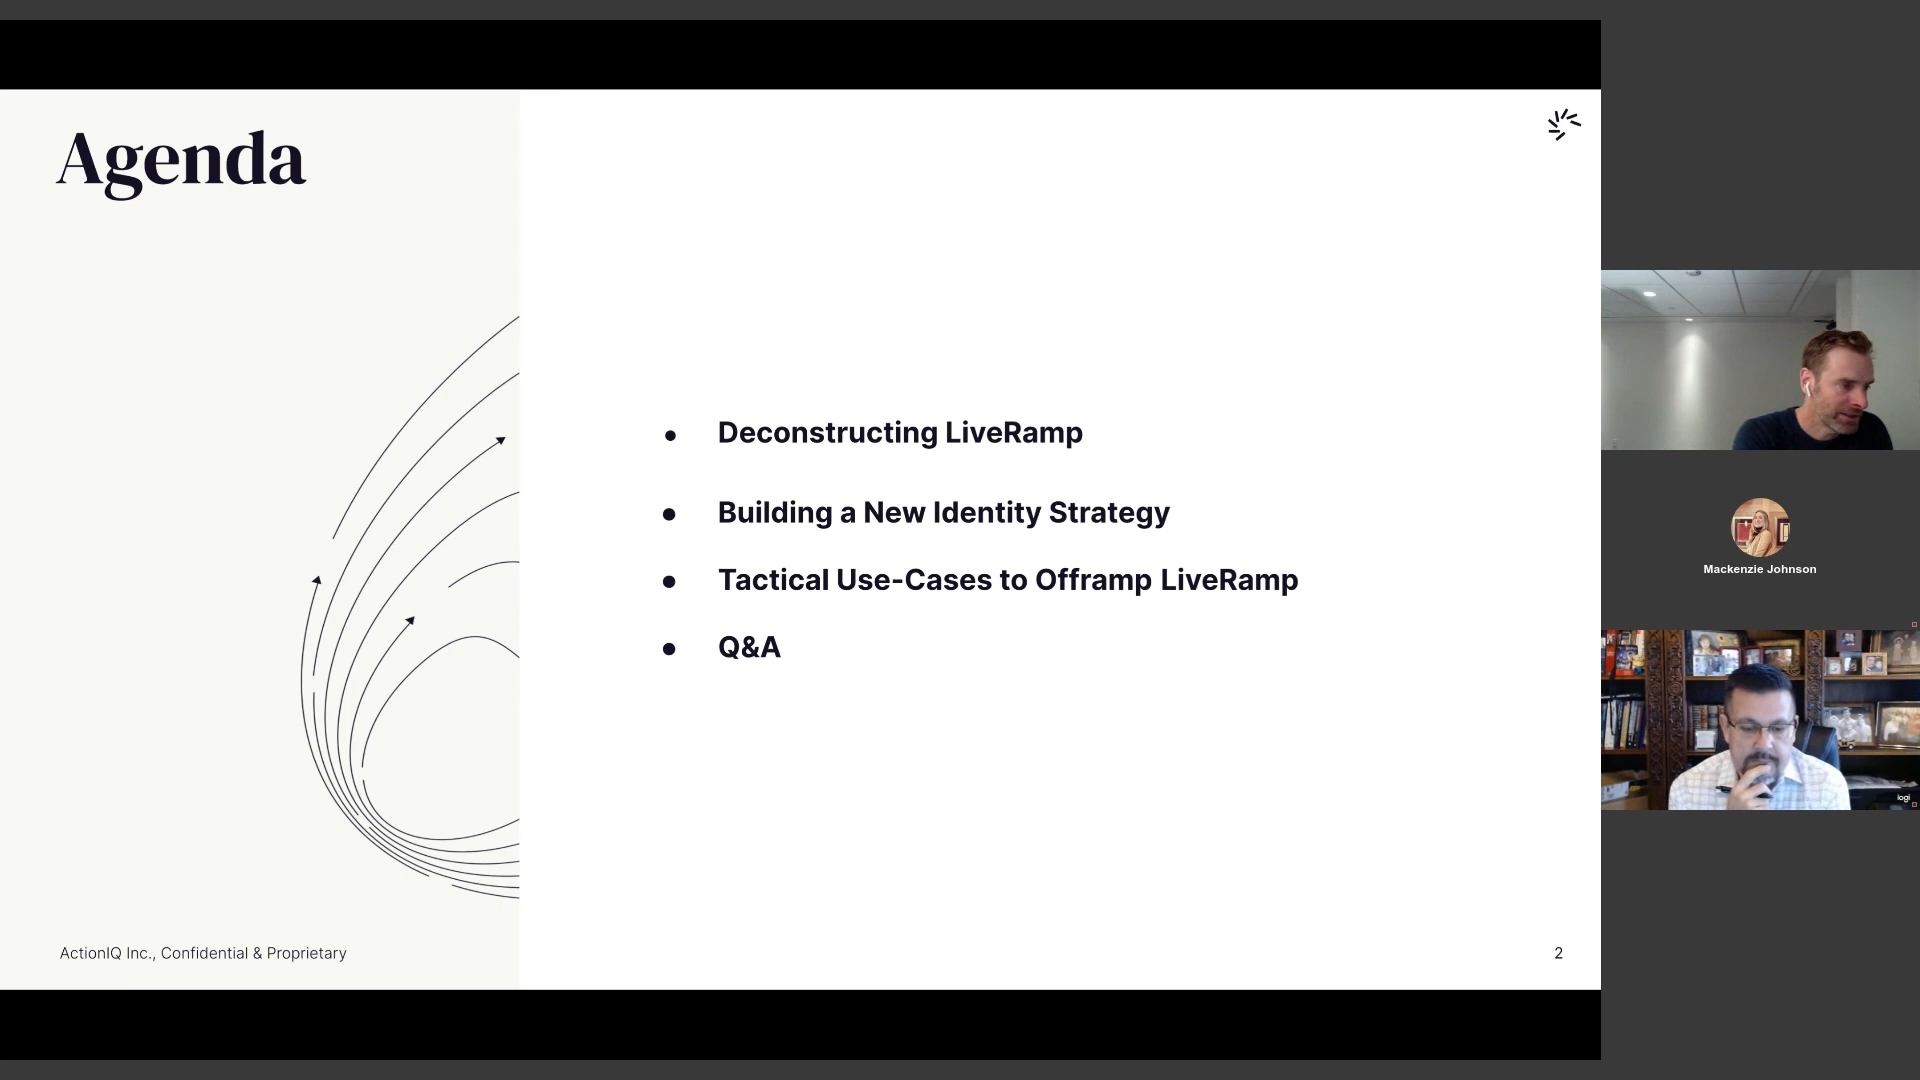 Agenda
Deconstructing LiveRamp
Building a New Identity Strategy
Tactical Use-Cases to Offramp LiveRamp
Q&A
ActionIQ Inc., Confidential & Proprietary
2
Mackenzie Johnson
logi